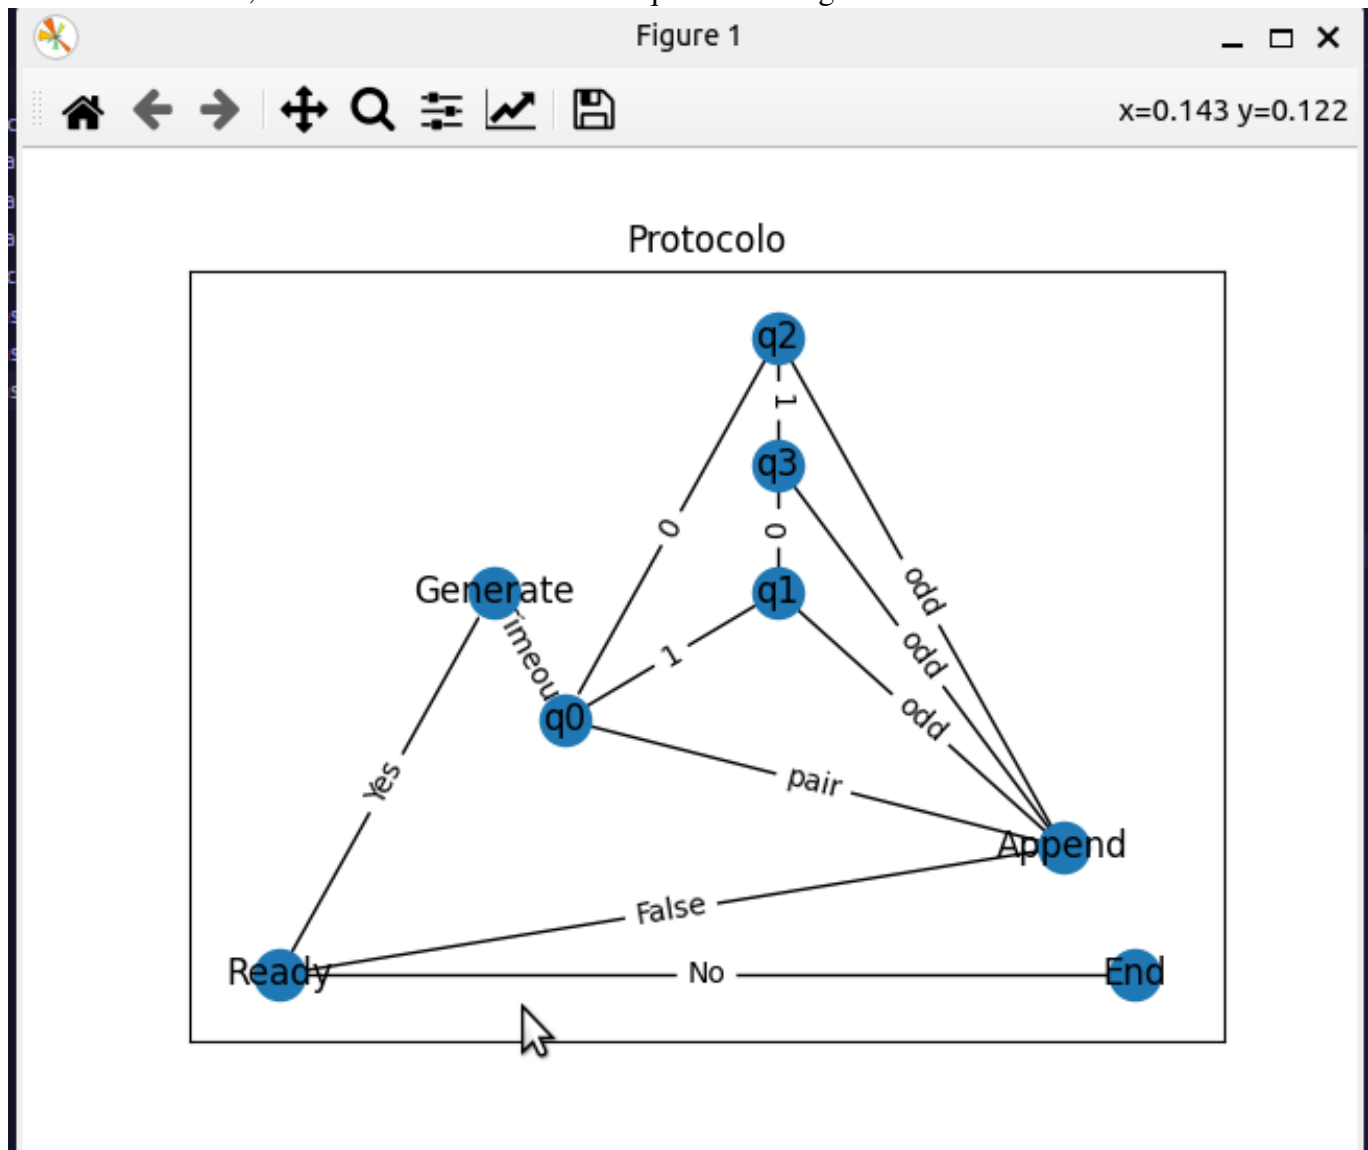 Figure 1
x=0.143 y=0.122
Protocolo
q2
1
q3
0
0
odd
Generate
q1
imeou
1
odd
q0
odd
Yes
pair
Append
False
Ready
No
End